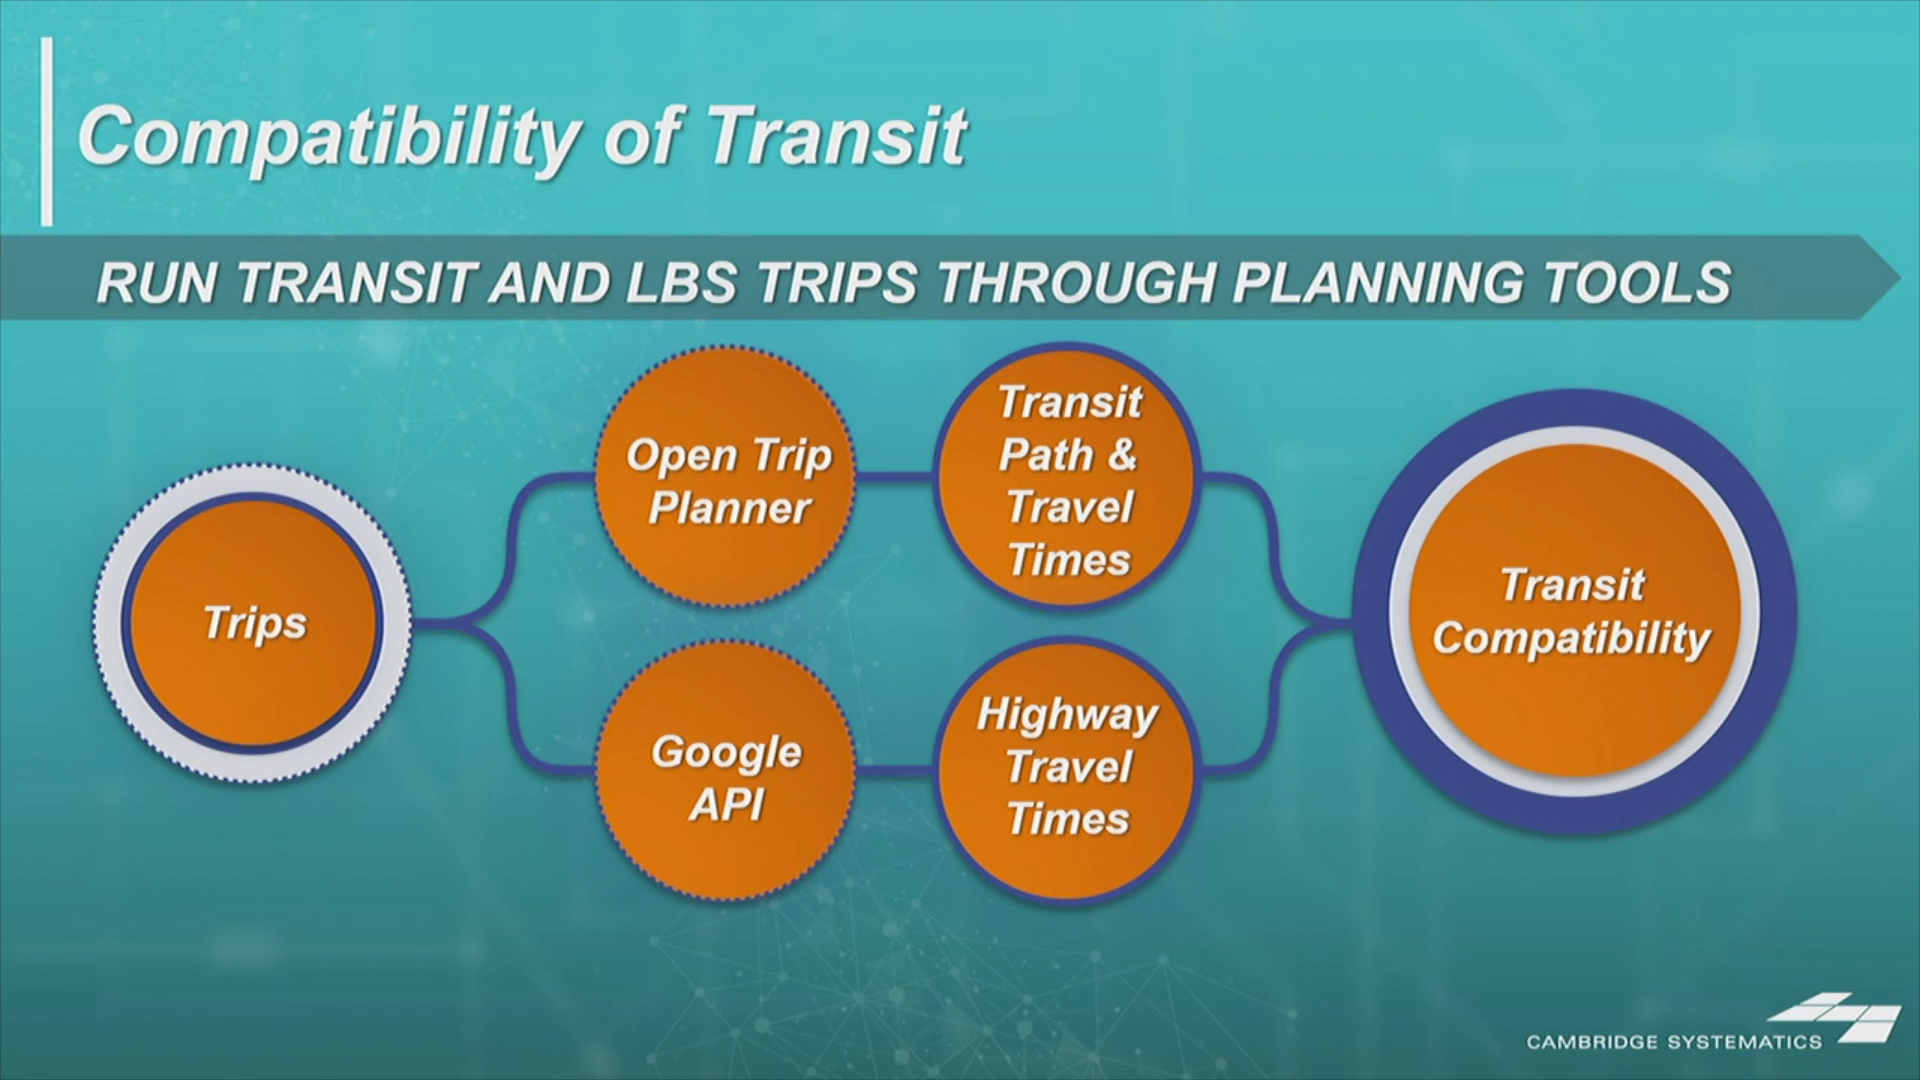 Compatibility of Transit
RUN TRANSIT AND LBS TRIPS THROUGH PLANNING TOOLS
Trips
Open Trip
Planner
Transit
Path &
Travel
Times
Google
API
Highway
Travel
Times
Transit
Compatibility
CAMBRIDGE SYSTEMATICS